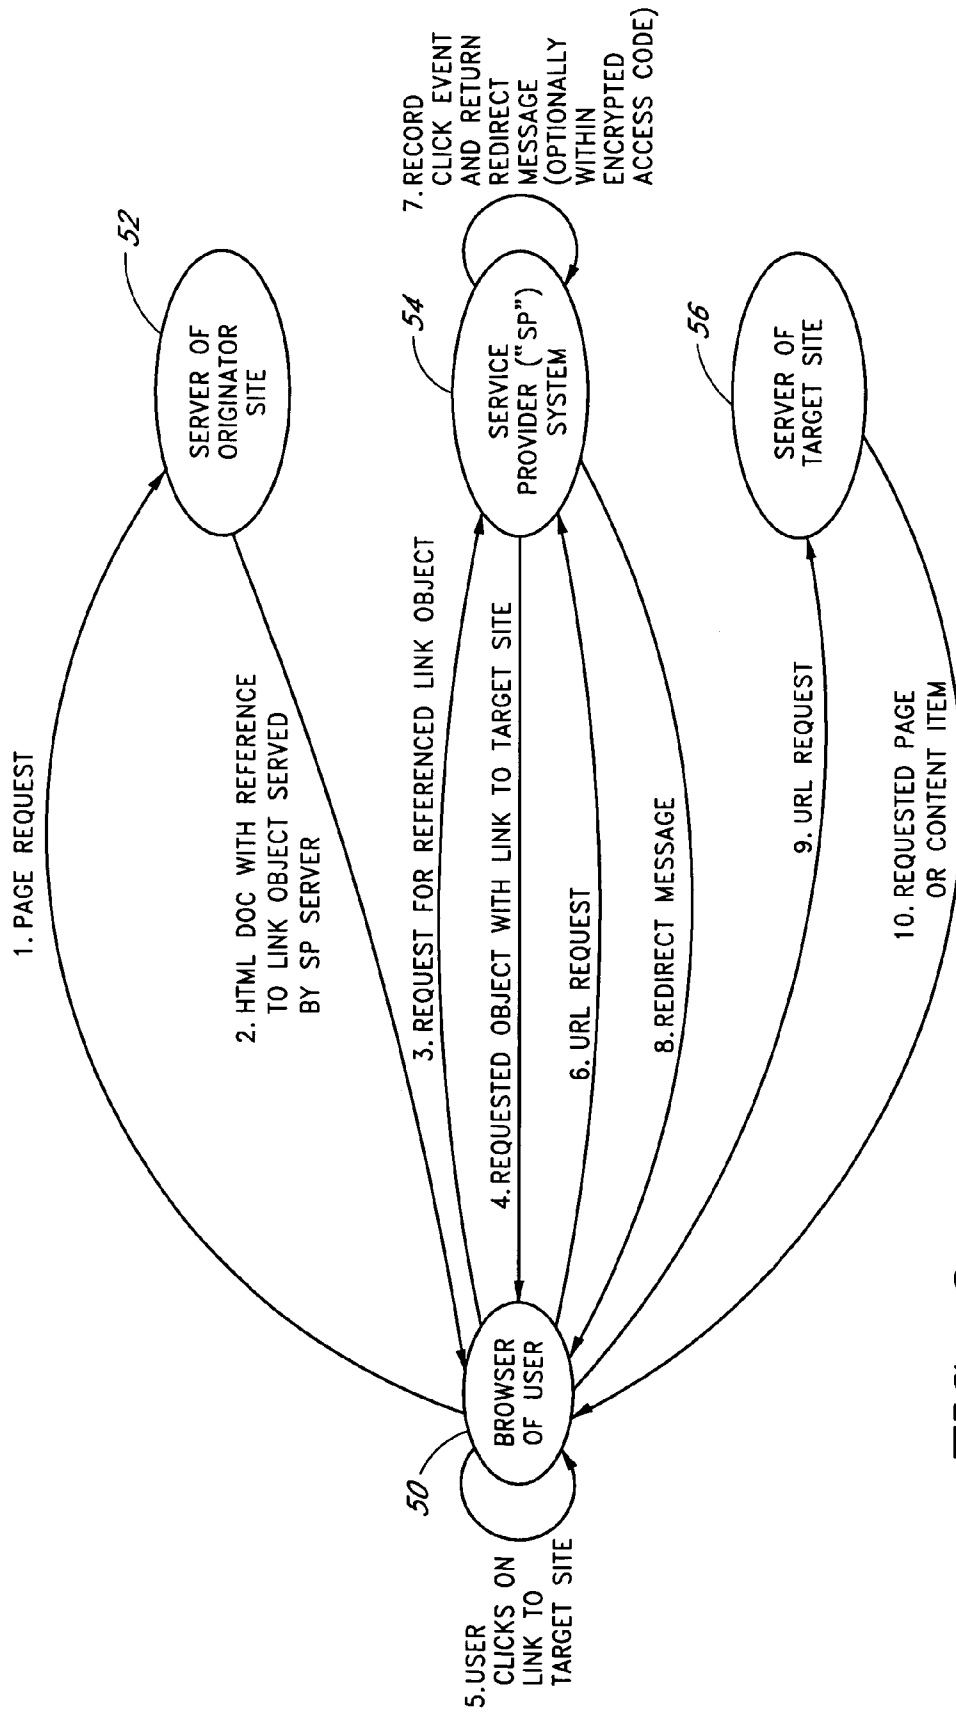 1. PAGE REQUEST
52
SERVER OF
ORIGINATOR
SITE
2. HTML DOC WITH REFERENCE
TO LINK OBJECT SERVED
BY SP SERVER
3. REQUEST FOR REFERENCED LINK OBJECT
54
SERVICE
PROVIDER ("SP")
SYSTEM
7. RECORD
CLICK EVENT
AND RETURN
REDIRECT
MESSAGE
(OPTIONALLY
WITHIN
ENCRYPTED
ACCESS CODE)
4. REQUESTED OBJECT WITH LINK TO TARGET SITE
50
BROWSER
OF USER
5. USER
CLICKS ON
LINK TO
TARGET SITE
6. URL REQUEST
8. REDIRECT MESSAGE
56
SERVER OF
TARGET SITE
9. URL REQUEST
10. REQUESTED PAGE
OR CONTENT ITEM